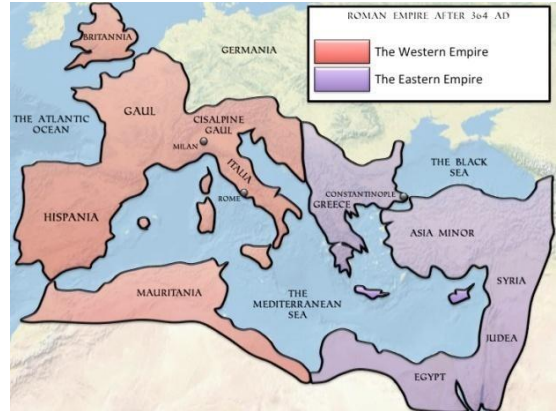 ROMAN EMPIRE AFTER 364 AD
The Western Empire
The Eastern Empire
BRITANNIA
GERMANIA
GAUL
THE ATLANTIC
OCEAN
CISALPINE
GAUL
MILAN
ITALIA
ROME
HISPANIA
THE BLACK
SEA
CONSTANTINOPLE
GREECE
ASIA MINOR
SYRIA
MAURITANIA
THE
MEDITERRANEAN
SEA
JUDEA
EGYPT